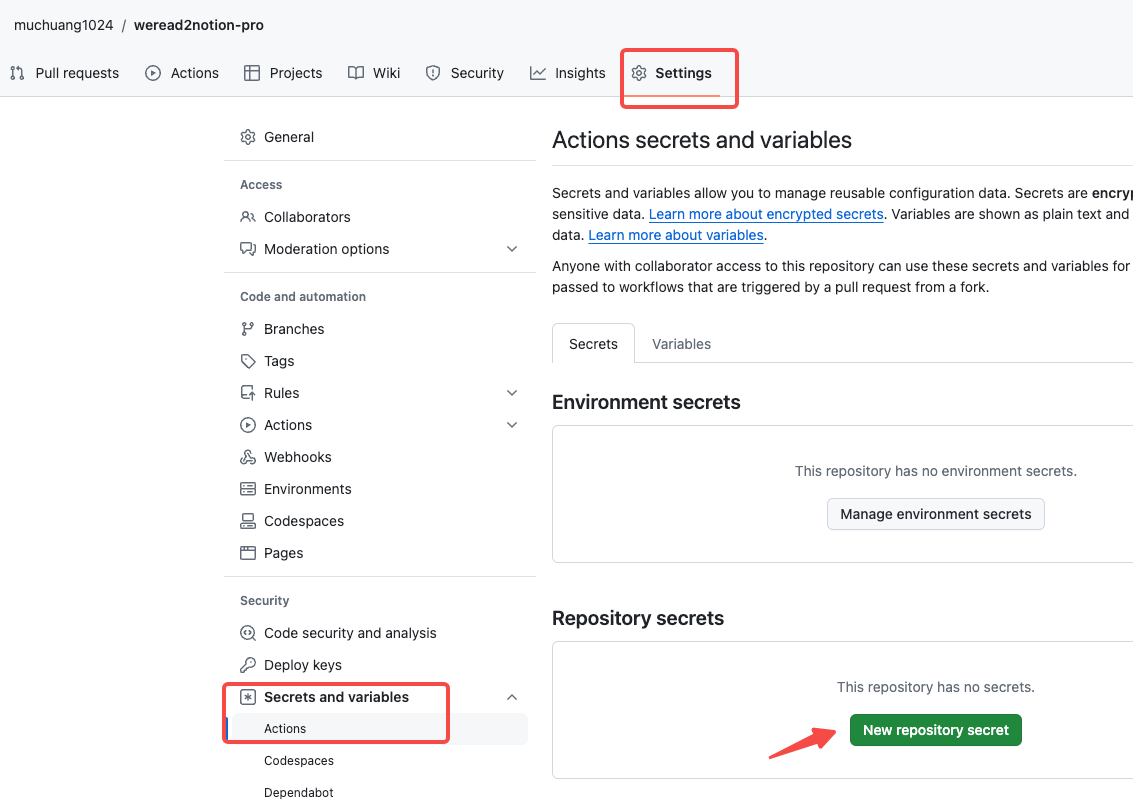 muchuang1024 / weread2notion-pro
Pull requests
Actions
Projects
Wiki
Security
Insights
Settings
General
Access
Collaborators
Moderation options
Code and automation
Branches
Tags
Rules
Actions
Webhooks
Environments
Codespaces
Pages
Security
Code security and analysis
Deploy keys
Secrets and variables
Actions
Codespaces
Dependabot
Actions secrets and variables
Secrets and variables allow you to manage reusable configuration data. Secrets are encryp
sensitive data. Learn more about encrypted secrets. Variables are shown as plain text and
data. Learn more about variables.
Anyone with collaborator access to this repository can use these secrets and variables for
passed to workflows that are triggered by a pull request from a fork.
Secrets
Variables
Environment secrets
This repository has no environment secrets.
Manage environment secrets
Repository secrets
This repository has no secrets.
New repository secret